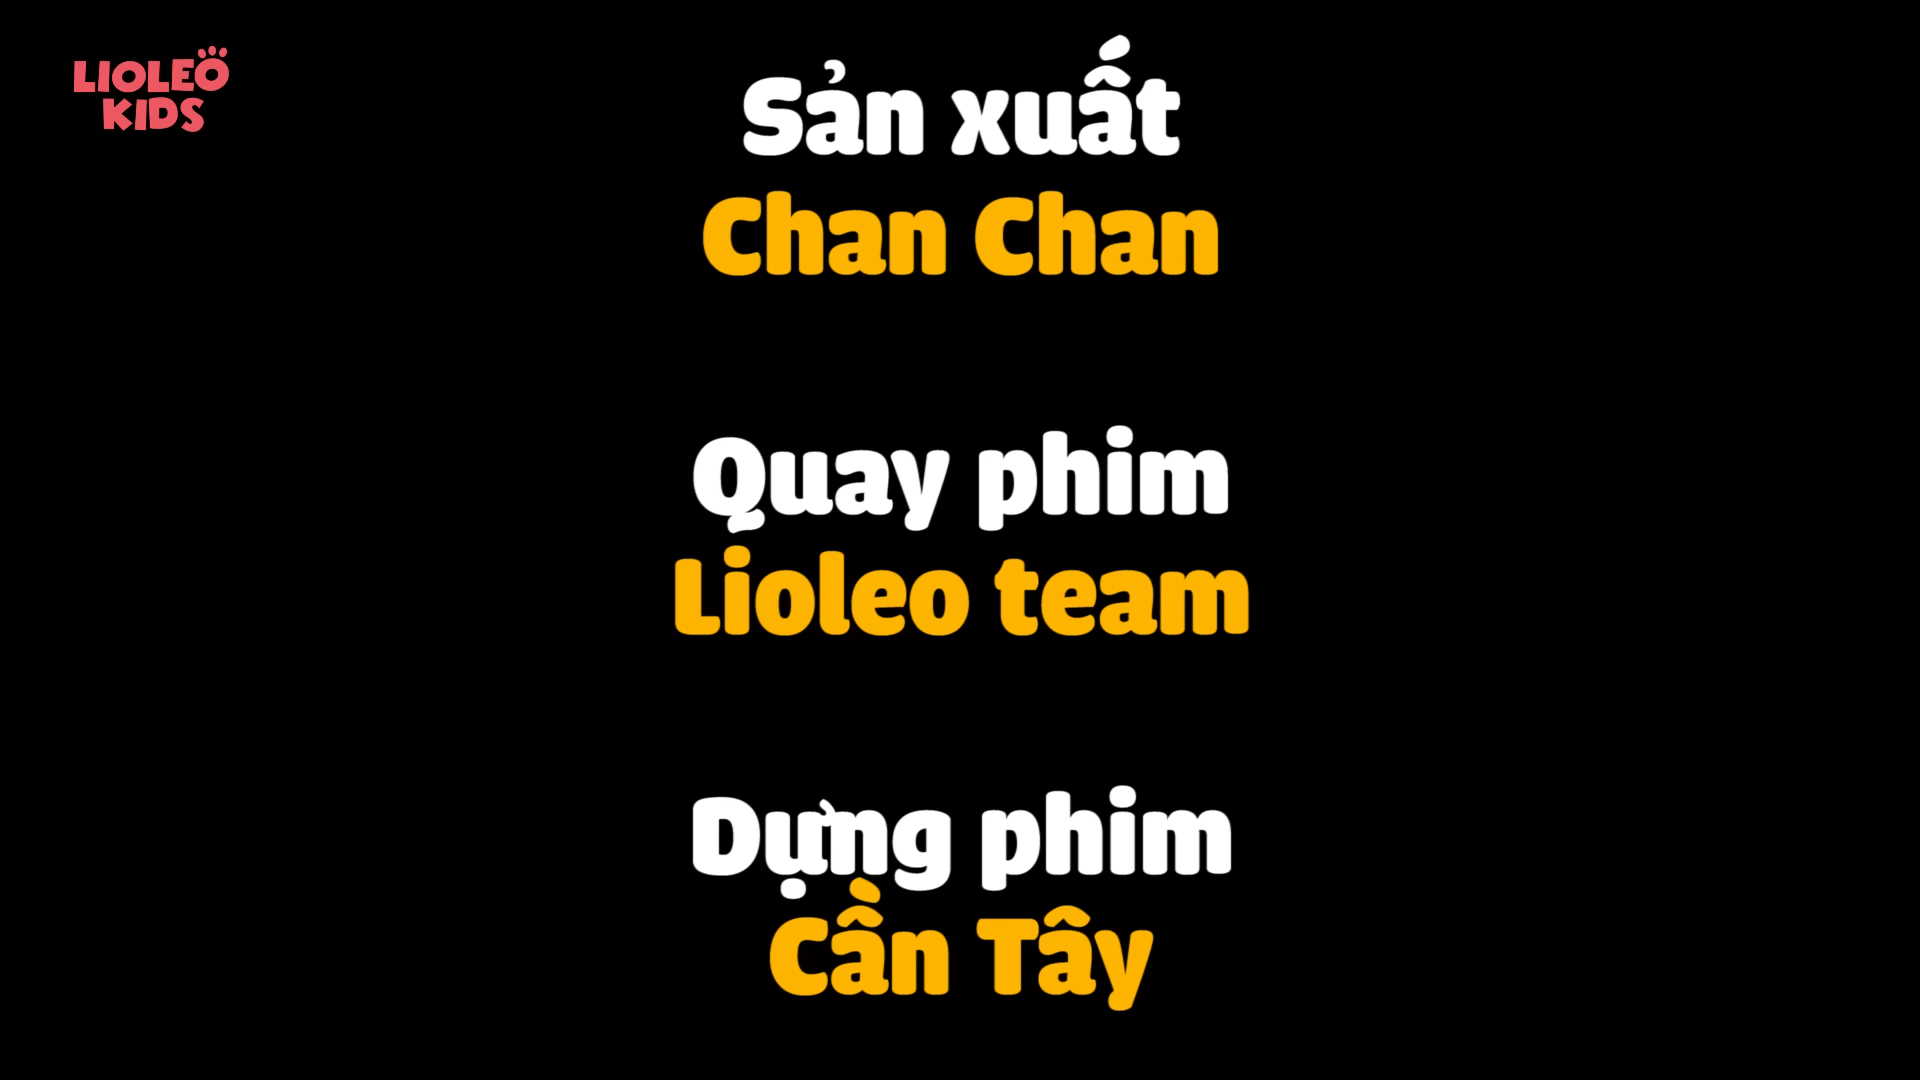 LIOLEO
KIDS
Sản xuất
Chan Chan
Quay phim
Lioleo team
Dựng phim
Cần Tây